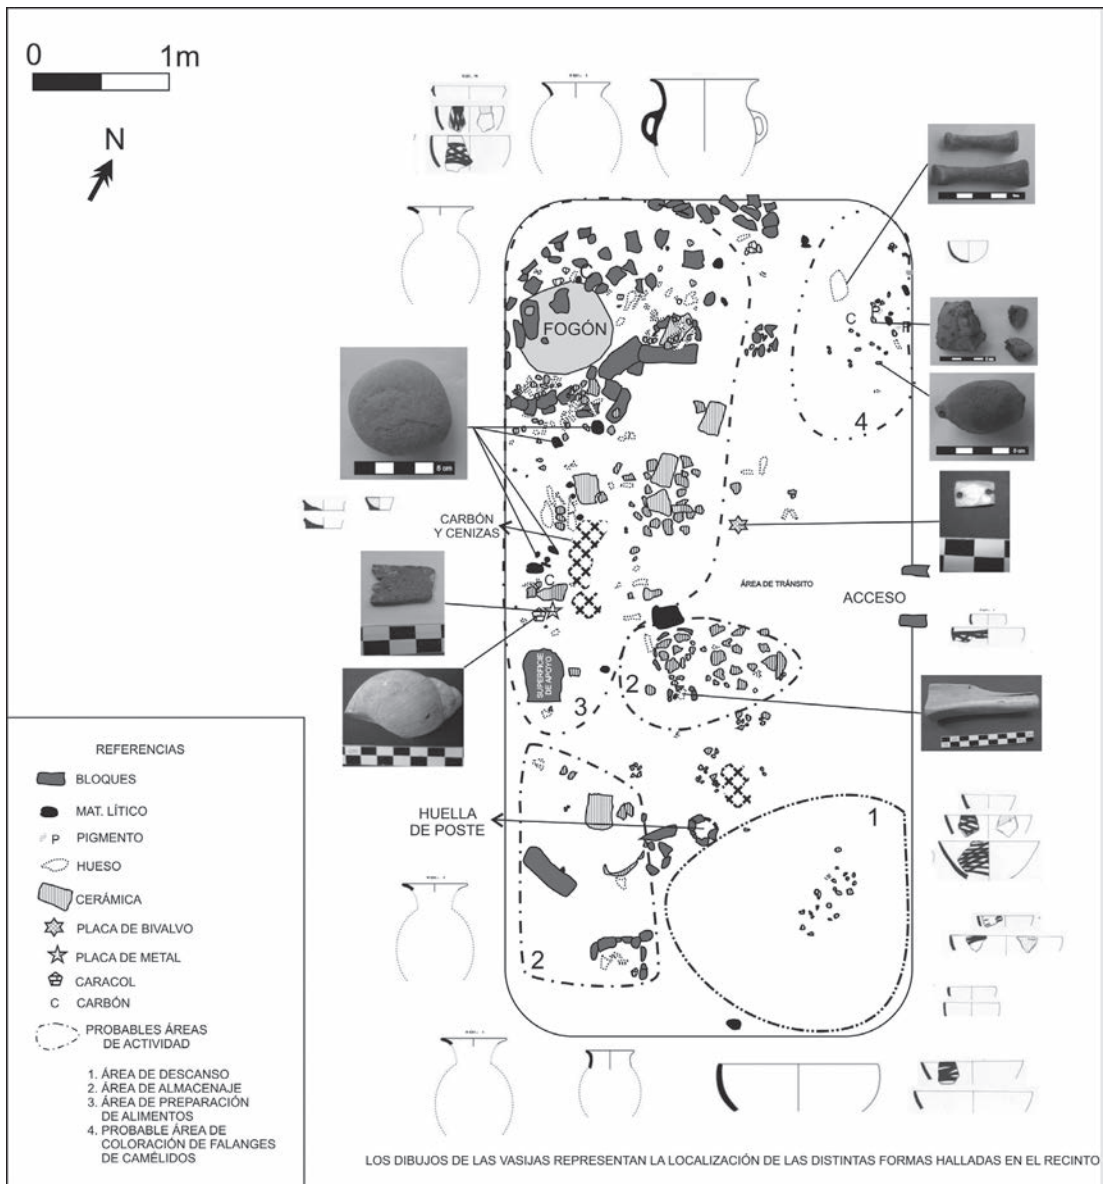 0 1m
N
FOGÓN
C
P
C
P
4
6 cm
CARBÓN
Y CENIZAS
ÁREA DE TRÁNSITO
ACCESO
C
SUPERFICIE
DE APOYO
3
2
HUELLA
DE POSTE
1
2
REFERENCIAS
BLOQUES
MAT. LÍTICO
P PIGMENTO
HUESO
CERÁMICA
PLACA DE BIVALVO
PLACA DE METAL
CARACOL
C CARBÓN
PROBABLES ÁREAS
DE ACTIVIDAD
1. ÁREA DE DESCANSO
2. ÁREA DE ALMACENAJE
3. ÁREA DE PREPARACIÓN
DE ALIMENTOS
4. PROBABLE ÁREA DE
COLORACIÓN DE FALANGES
DE CAMÉLIDOS
LOS DIBUJOS DE LAS VASIJAS REPRESENTAN LA LOCALIZACIÓN DE LAS DISTINTAS FORMAS HALLADAS EN EL RECINTO